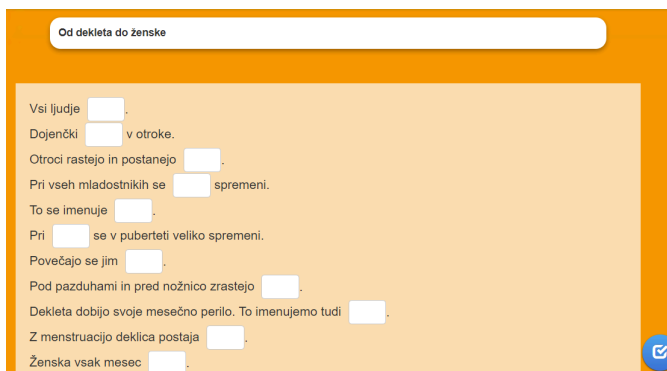 Od dekleta do ženske
Vsi ljudje .
Dojenčki v otroke.
Otroci rastejo in postanejo .
Pri vseh mladostnikih se spremeni.
To se imenuje .
Pri se v puberteti veliko spremeni.
Povečajo se jim .
Pod pazduhami in pred nožnico zrastejo .
Dekleta dobijo svoje mesečno perilo. To imenujemo tudi .
Z menstruacijo deklica postaja .
Ženska vsak mesec .